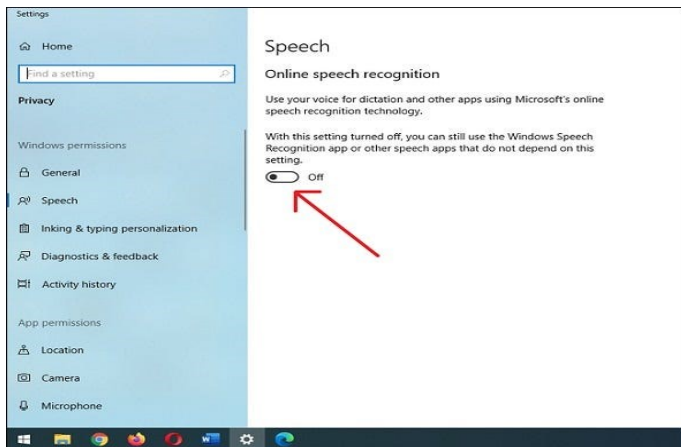 Settings
Home
Find a setting
Privacy
Windows permissions
General
Speech
Inking & typing personalization
Diagnostics & feedback
Activity history
App permissions
Location
Camera
Microphone
Speech
Online speech recognition
Use your voice for dictation and other apps using Microsoft's online
speech recognition technology.
With this setting turned off, you can still use the Windows Speech
Recognition app or other speech apps that do not depend on this
setting.
Off